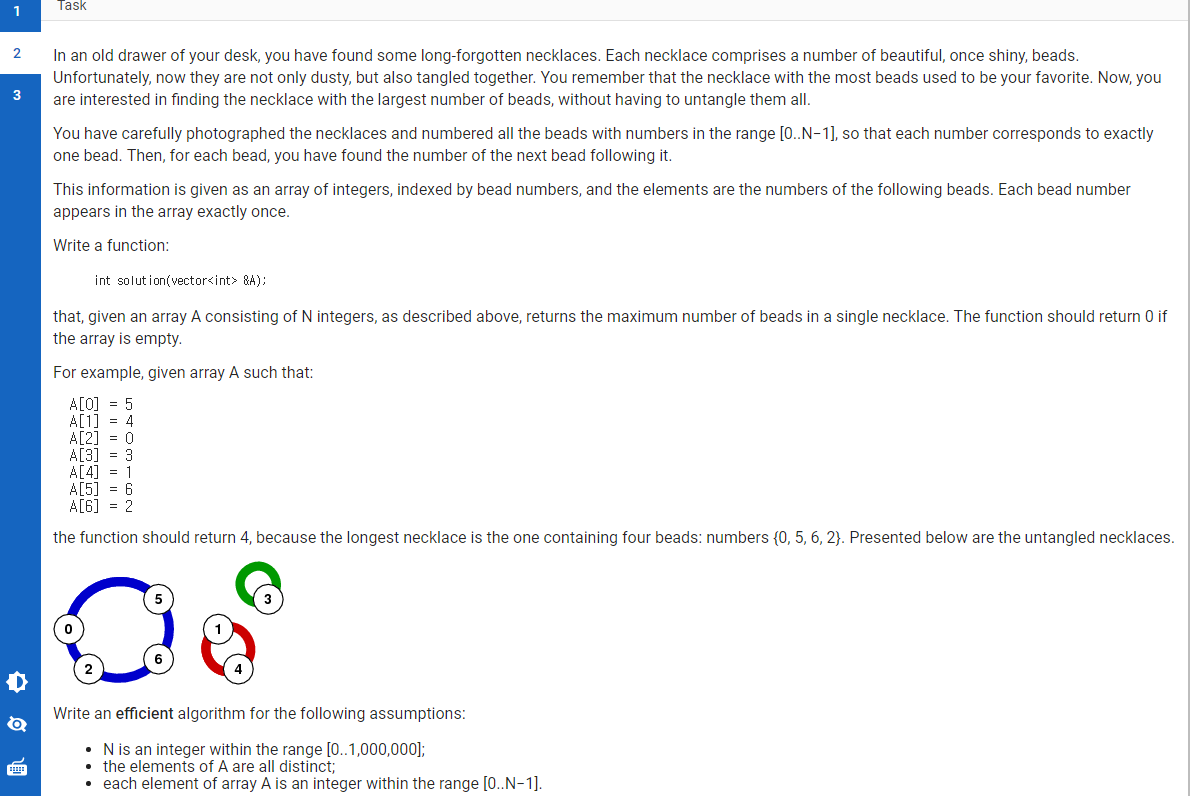 Task
1
2
3
In an old drawer of your desk, you have found some long-forgotten necklaces. Each necklace comprises a number of beautiful, once shiny, beads.
Unfortunately, now they are not only dusty, but also tangled together. You remember that the necklace with the most beads used to be your favorite. Now, you
are interested in finding the necklace with the largest number of beads, without having to untangle them all.
You have carefully photographed the necklaces and numbered all the beads with numbers in the range [0..N−1], so that each number corresponds to exactly
one bead. Then, for each bead, you have found the number of the next bead following it.
This information is given as an array of integers, indexed by bead numbers, and the elements are the numbers of the following beads. Each bead number
appears in the array exactly once.
Write a function:
int solution(vector<int> &A);
that, given an array A consisting of N integers, as described above, returns the maximum number of beads in a single necklace. The function should return 0 if
the array is empty.
For example, given array A such that:
A[0] = 5
A[1] = 4
A[2] = 0
A[3] = 3
A[4] = 1
A[5] = 6
A[6] = 2
the function should return 4, because the longest necklace is the one containing four beads: numbers {0, 5, 6, 2}. Presented below are the untangled necklaces.
5
3
0
1
6
2
4
Write an efficient algorithm for the following assumptions:
• N is an integer within the range [0..1,000,000];
• the elements of A are all distinct;
• each element of array A is an integer within the range [0..N−1].